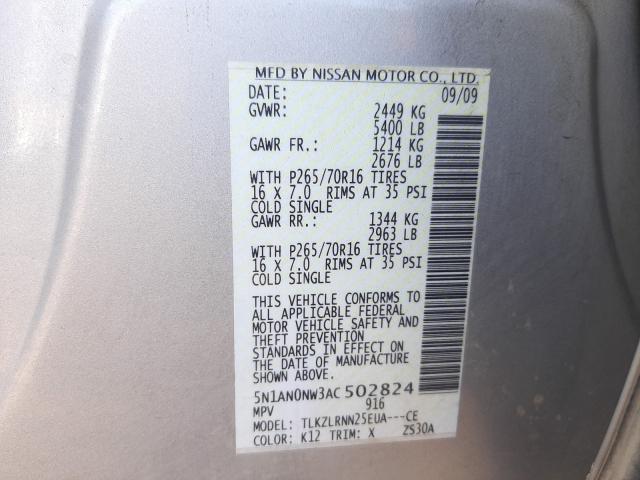 MFD BY NISSAN MOTOR CO., LTD.
DATE: 09/09
GVWR: 2449 KG
5400 LB
GAWR FR.: 1214 KG
2676 LB
WITH P265/70R16 TIRES
16 X 7.0 RIMS AT 35 PSI
COLD SINGLE
GAWR RR.: 1344 KG
2963 LB
WITH P265/70R16 TIRES
16 X 7.0 RIMS AT 35 PSI
COLD SINGLE
THIS VEHICLE CONFORMS TO
ALL APPLICABLE FEDERAL
MOTOR VEHICLE SAFETY AND
THEFT PREVENTION
STANDARDS IN EFFECT ON
THE DATE OF MANUFACTURE
SHOWN ABOVE.
5N1AN0NW3AC502824
MPV 916
MODEL: TLKZLRNN25EUA---CE
COLOR: K12 TRIM: X ZS30A